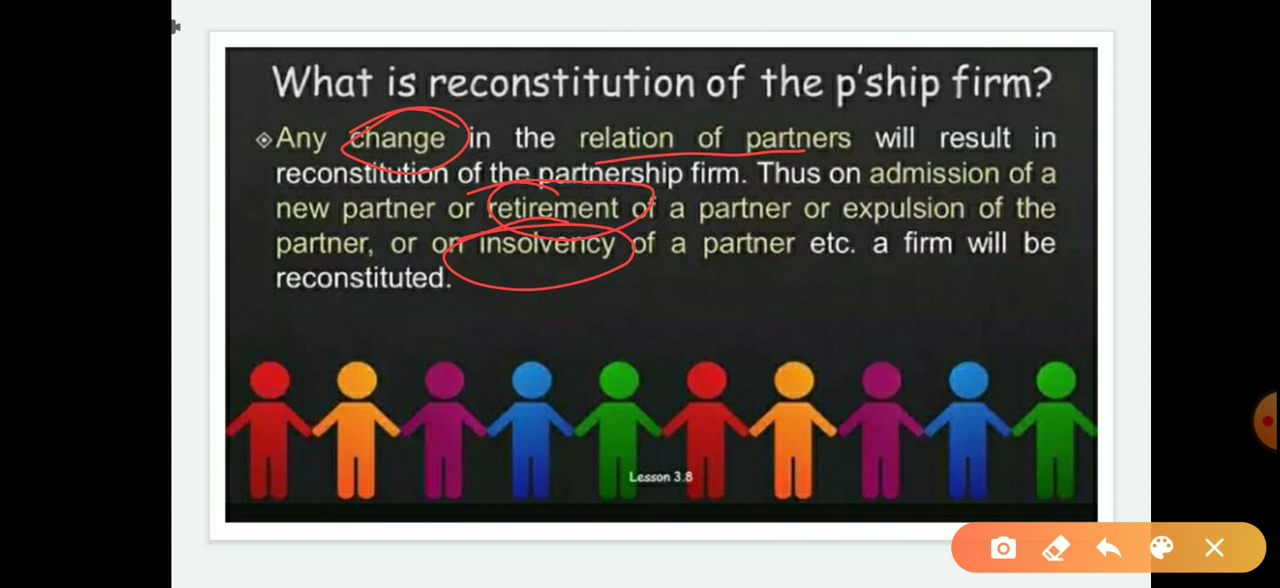 What is reconstitution of the p'ship firm?
Any change in the relation of partners will result in
reconstitution of the partnership firm. Thus on admission of a
new partner or retirement of a partner or expulsion of the
partner, or on insolvency of a partner etc. a firm will be
reconstituted.
Lesson 3.8